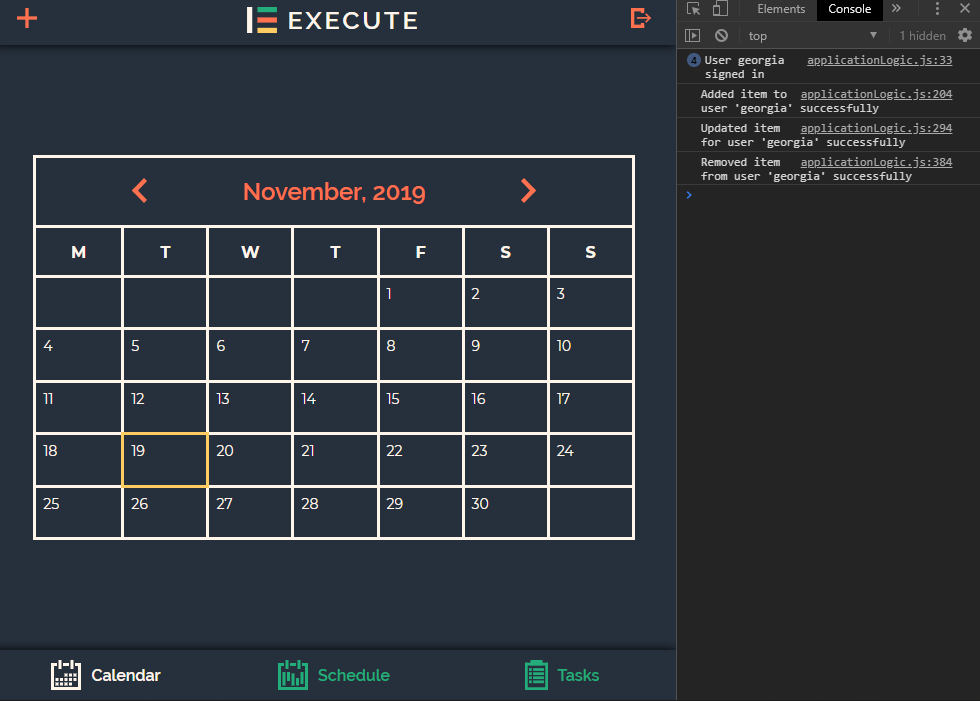 EXECUTE
November, 2019
M T W T F S S
1 2 3
4 5 6 7 8 9 10
11 12 13 14 15 16 17
18 19 20 21 22 23 24
25 26 27 28 29 30
Calendar Schedule Tasks
Elements Console »
top ▼ 1 hidden
4 User georgia applicationLogic.js:33
signed in
Added item to applicationLogic.js:204
user 'georgia' successfully
Updated item applicationLogic.js:294
for user 'georgia' successfully
Removed item applicationLogic.js:384
from user 'georgia' successfully